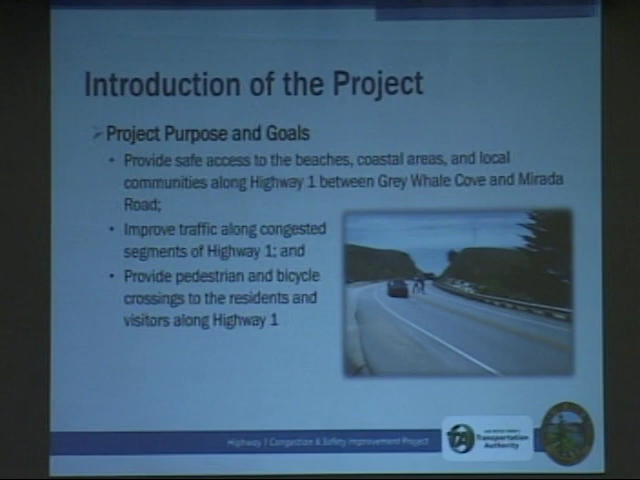 Introduction of the Project
Project Purpose and Goals
• Provide safe access to the beaches, coastal areas, and local
communities along Highway 1 between Grey Whale Cove and Mirada
Road;
• Improve traffic along congested
segments of Highway 1; and
• Provide pedestrian and bicycle
crossings to the residents and
visitors along Highway 1
Highway 1 Congestion & Safety Improvement Project
TA
Transportation
Authority